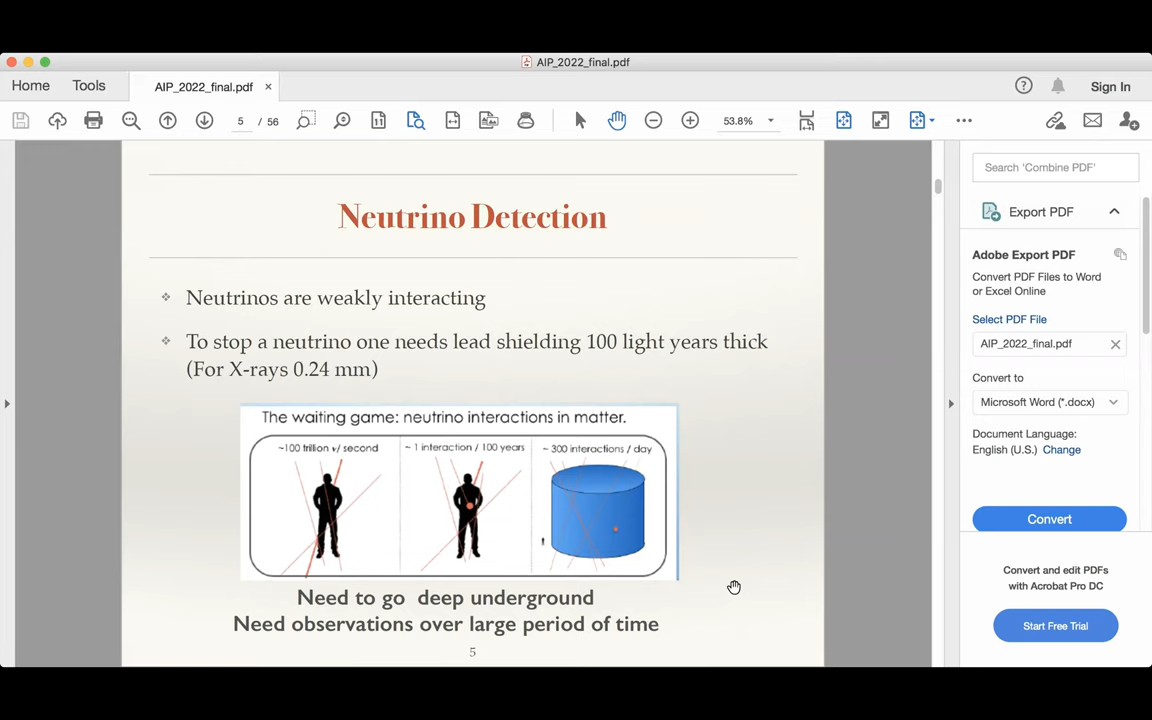 AIP_2022_final.pdf
Home
Tools
AIP_2022_final.pdf ×
Sign In
5 / 56
53.8%
Neutrino Detection
❖ Neutrinos are weakly interacting
❖ To stop a neutrino one needs lead shielding 100 light years thick
(For X-rays 0.24 mm)
The waiting game: neutrino interactions in matter.
~100 trillion ν/ second
~ 1 interaction / 100 years
~ 300 interactions / day
Need to go deep underground
Need observations over large period of time
5
Search 'Combine PDF'
Export PDF
Adobe Export PDF
Convert PDF Files to Word
or Excel Online
Select PDF File
AIP_2022_final.pdf
Convert to
Microsoft Word (*.docx)
Document Language:
English (U.S.) Change
Convert
Convert and edit PDFs
with Acrobat Pro DC
Start Free Trial